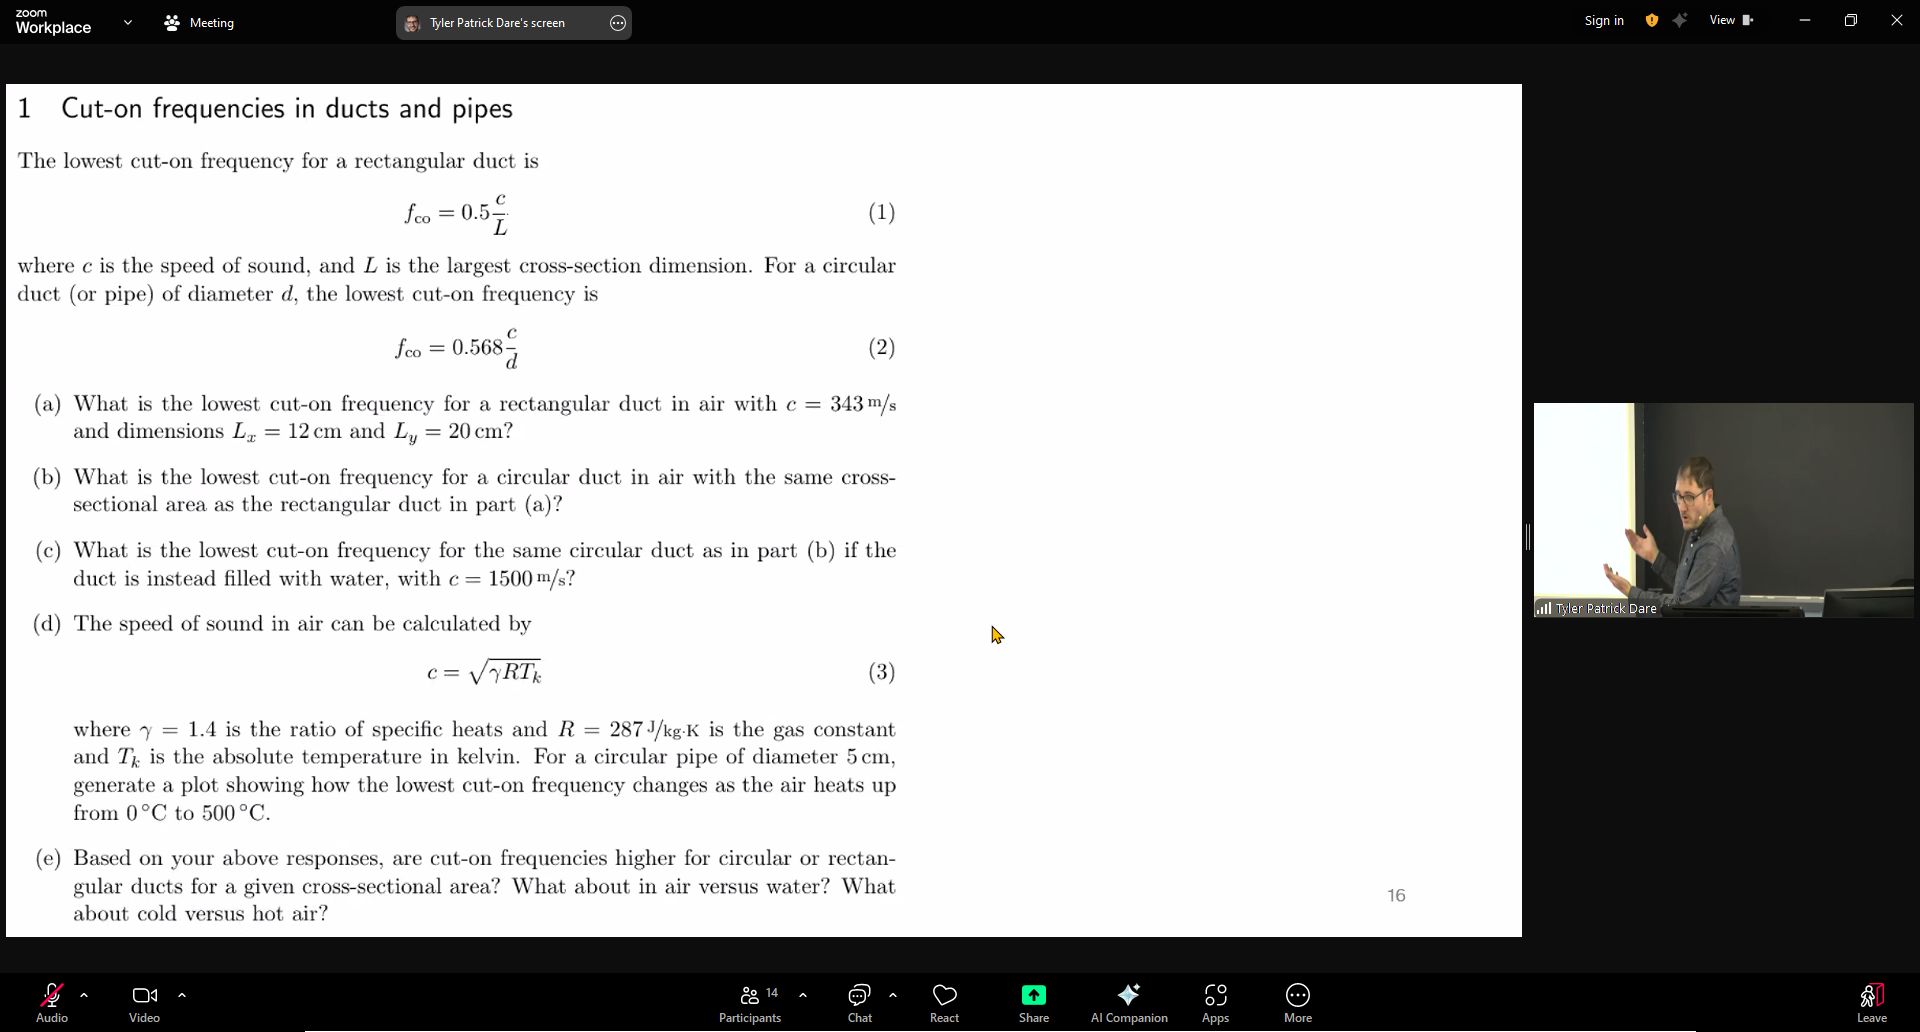 zoom
Workplace
Meeting
Tyler Patrick Dare's screen
Sign in
View
1 Cut-on frequencies in ducts and pipes
The lowest cut-on frequency for a rectangular duct is
f_co = 0.5 c/L (1)
where c is the speed of sound, and L is the largest cross-section dimension. For a circular
duct (or pipe) of diameter d, the lowest cut-on frequency is
f_co = 0.568 c/d (2)
(a) What is the lowest cut-on frequency for a rectangular duct in air with c = 343 m/s
and dimensions L_x = 12 cm and L_y = 20 cm?
(b) What is the lowest cut-on frequency for a circular duct in air with the same cross-
sectional area as the rectangular duct in part (a)?
(c) What is the lowest cut-on frequency for the same circular duct as in part (b) if the
duct is instead filled with water, with c = 1500 m/s?
(d) The speed of sound in air can be calculated by
c = √(γRT_k) (3)
where γ = 1.4 is the ratio of specific heats and R = 287 J/kg·K is the gas constant
and T_k is the absolute temperature in kelvin. For a circular pipe of diameter 5 cm,
generate a plot showing how the lowest cut-on frequency changes as the air heats up
from 0 °C to 500 °C.
(e) Based on your above responses, are cut-on frequencies higher for circular or rectan-
gular ducts for a given cross-sectional area? What about in air versus water? What
about cold versus hot air?
16
Tyler Patrick Dare
Audio
Video
14
Participants
Chat
React
Share
AI Companion
Apps
More
Leave